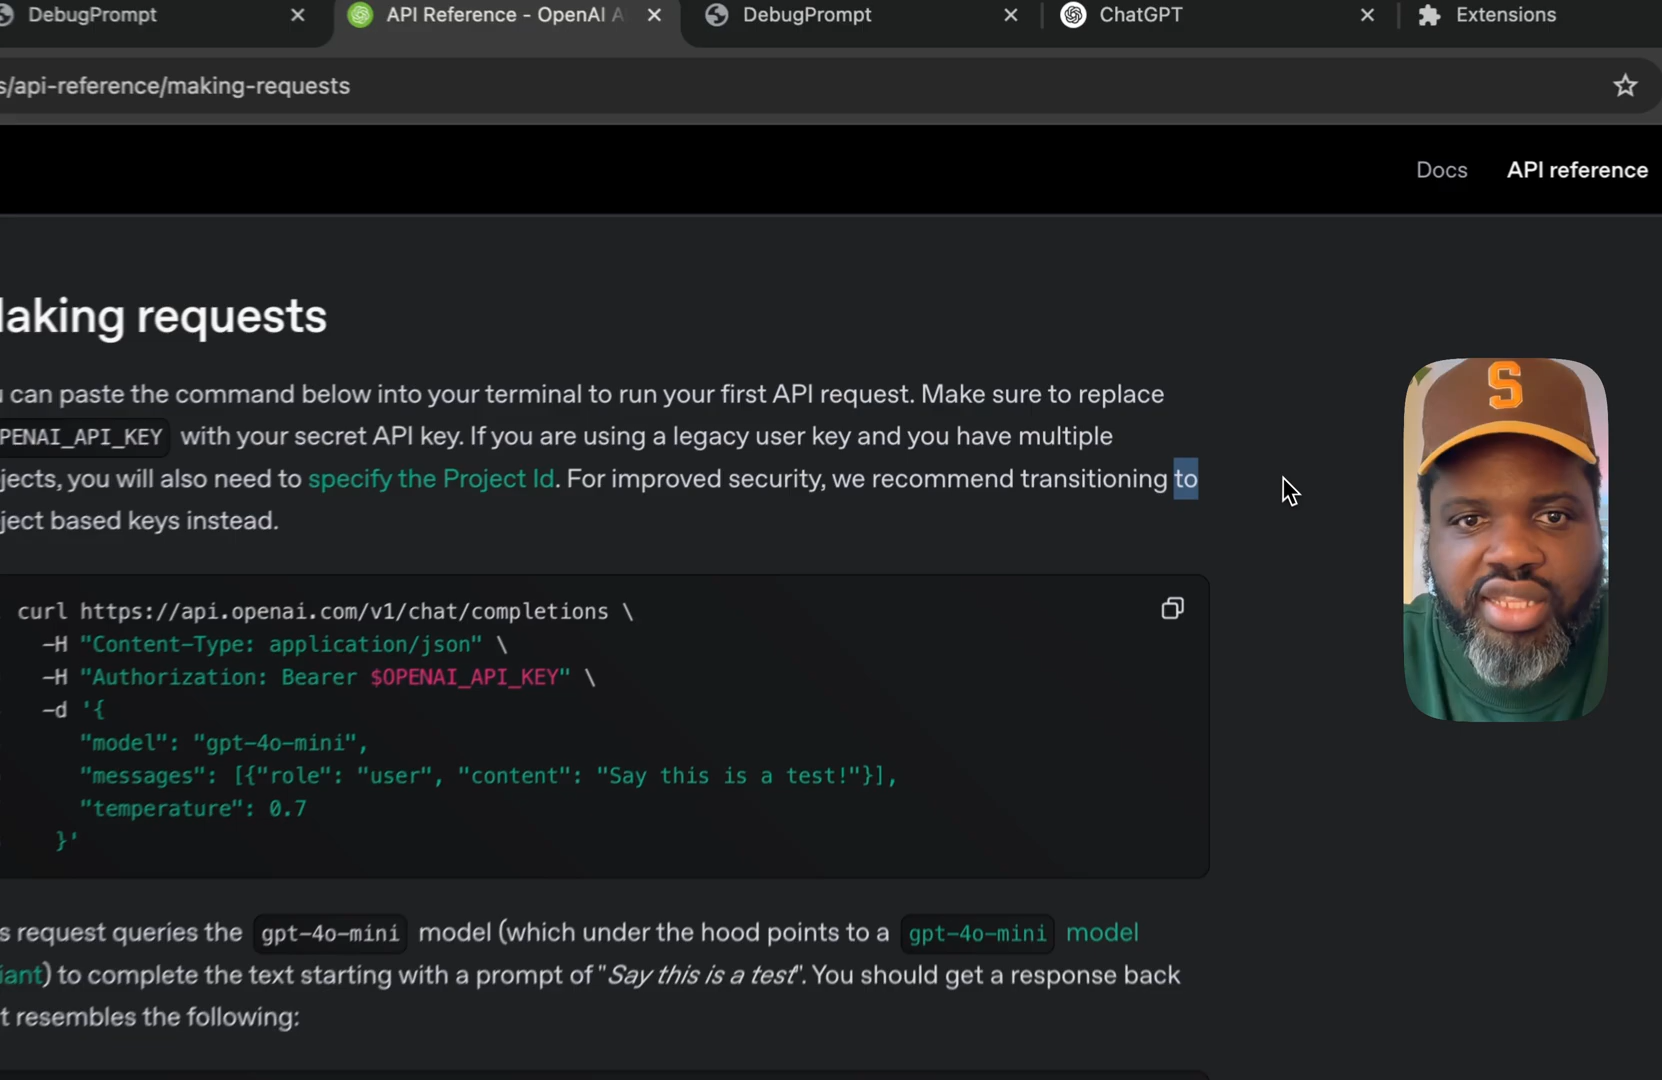 DebugPrompt
API Reference - OpenAI A
DebugPrompt
ChatGPT
Extensions
s/api-reference/making-requests
Docs
API reference
aking requests
can paste the command below into your terminal to run your first API request. Make sure to replace
PENAI_API_KEY with your secret API key. If you are using a legacy user key and you have multiple
jects, you will also need to specify the Project Id. For improved security, we recommend transitioning to
ject based keys instead.
S
curl https://api.openai.com/v1/chat/completions \
-H "Content-Type: application/json" \
-H "Authorization: Bearer $OPENAI_API_KEY" \
-d '{
"model": "gpt-4o-mini",
"messages": [{"role": "user", "content": "Say this is a test!"}],
"temperature": 0.7
}'
s request queries the gpt-4o-mini model (which under the hood points to a gpt-4o-mini model
iant) to complete the text starting with a prompt of "Say this is a test". You should get a response back
t resembles the following: